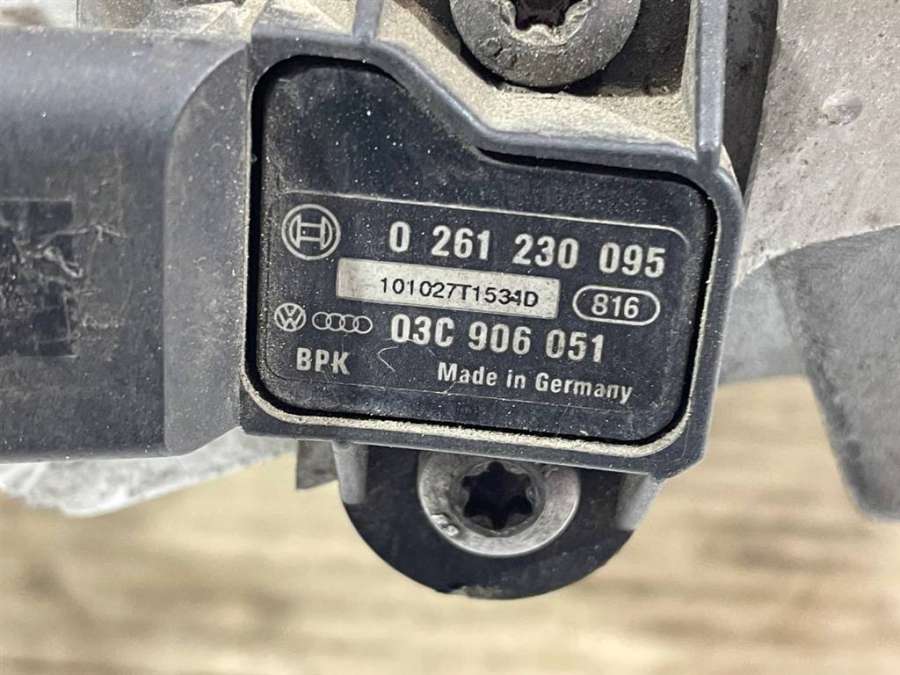 0 261 230 095
101027T1534D
816
03C 906 051
BPK
Made in Germany